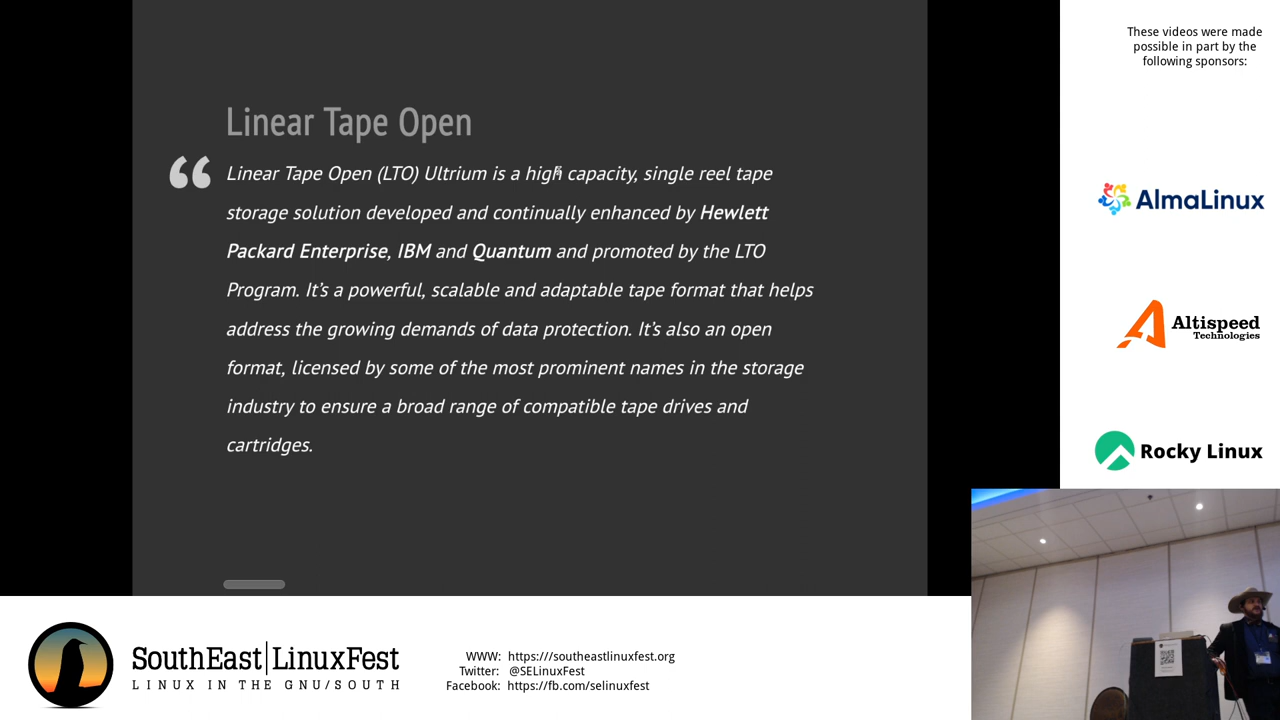 Linear Tape Open
“
Linear Tape Open (LTO) Ultrium is a high capacity, single reel tape
storage solution developed and continually enhanced by Hewlett
Packard Enterprise, IBM and Quantum and promoted by the LTO
Program. It’s a powerful, scalable and adaptable tape format that helps
address the growing demands of data protection. It’s also an open
format, licensed by some of the most prominent names in the storage
industry to ensure a broad range of compatible tape drives and
cartridges.
These videos were made
possible in part by the
following sponsors:
AlmaLinux
Altispeed
Technologies
Rocky Linux
SouthEast|LinuxFest
LINUX IN THE GNU/SOUTH
WWW: https:///southeastlinuxfest.org
Twitter: @SELinuxFest
Facebook: https://fb.com/selinuxfest